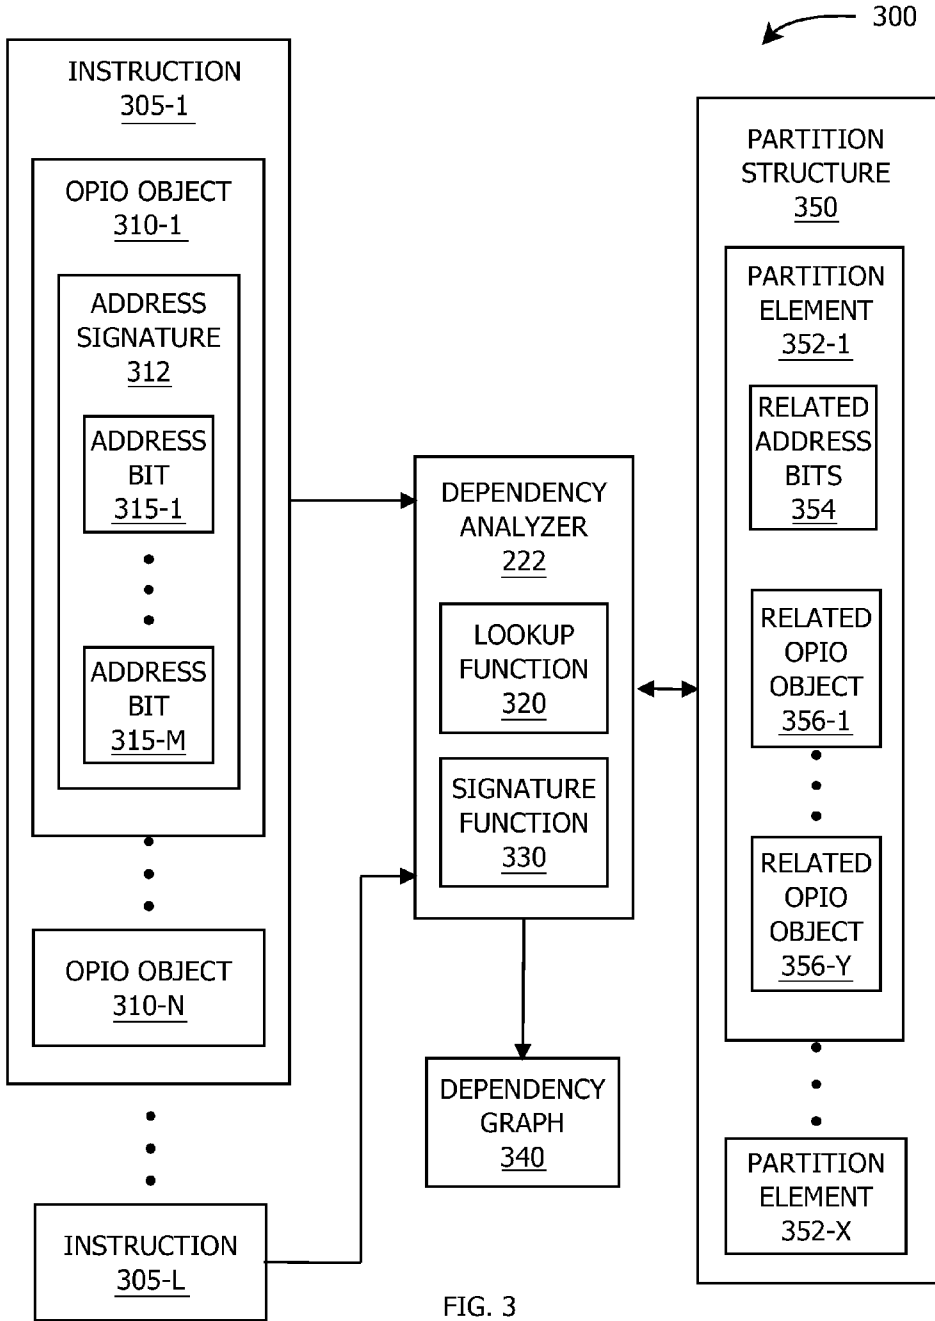 300
INSTRUCTION
305-1
OPIO OBJECT
310-1
ADDRESS
SIGNATURE
312
ADDRESS
BIT
315-1
ADDRESS
BIT
315-M
OPIO OBJECT
310-N
INSTRUCTION
305-L
DEPENDENCY
ANALYZER
222
LOOKUP
FUNCTION
320
SIGNATURE
FUNCTION
330
DEPENDENCY
GRAPH
340
PARTITION
STRUCTURE
350
PARTITION
ELEMENT
352-1
RELATED
ADDRESS
BITS
354
RELATED
OPIO
OBJECT
356-1
RELATED
OPIO
OBJECT
356-Y
PARTITION
ELEMENT
352-X
FIG. 3